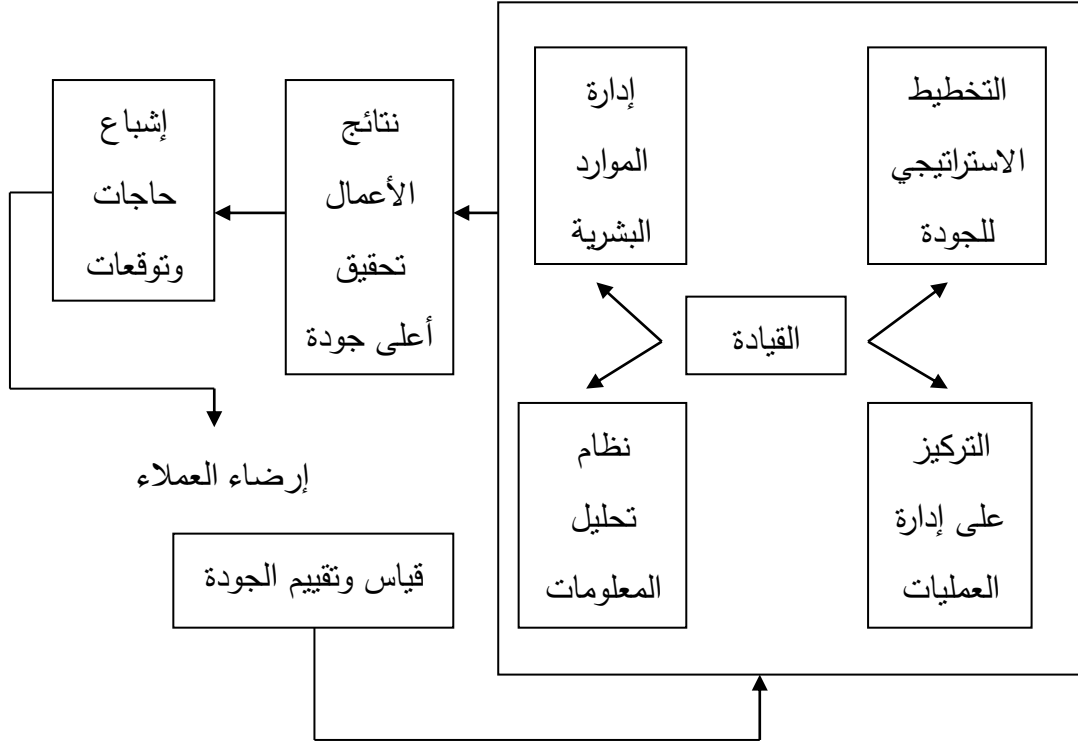 التخطيط
الاستراتيجي
للجودة
إدارة
الموارد
البشرية
نتائج
الأعمال
تحقيق
أعلى جودة
إشباع
حاجات
وتوقعات
القيادة
التركيز
على إدارة
العمليات
نظام
تحليل
المعلومات
إرضاء العملاء
قياس وتقييم الجودة